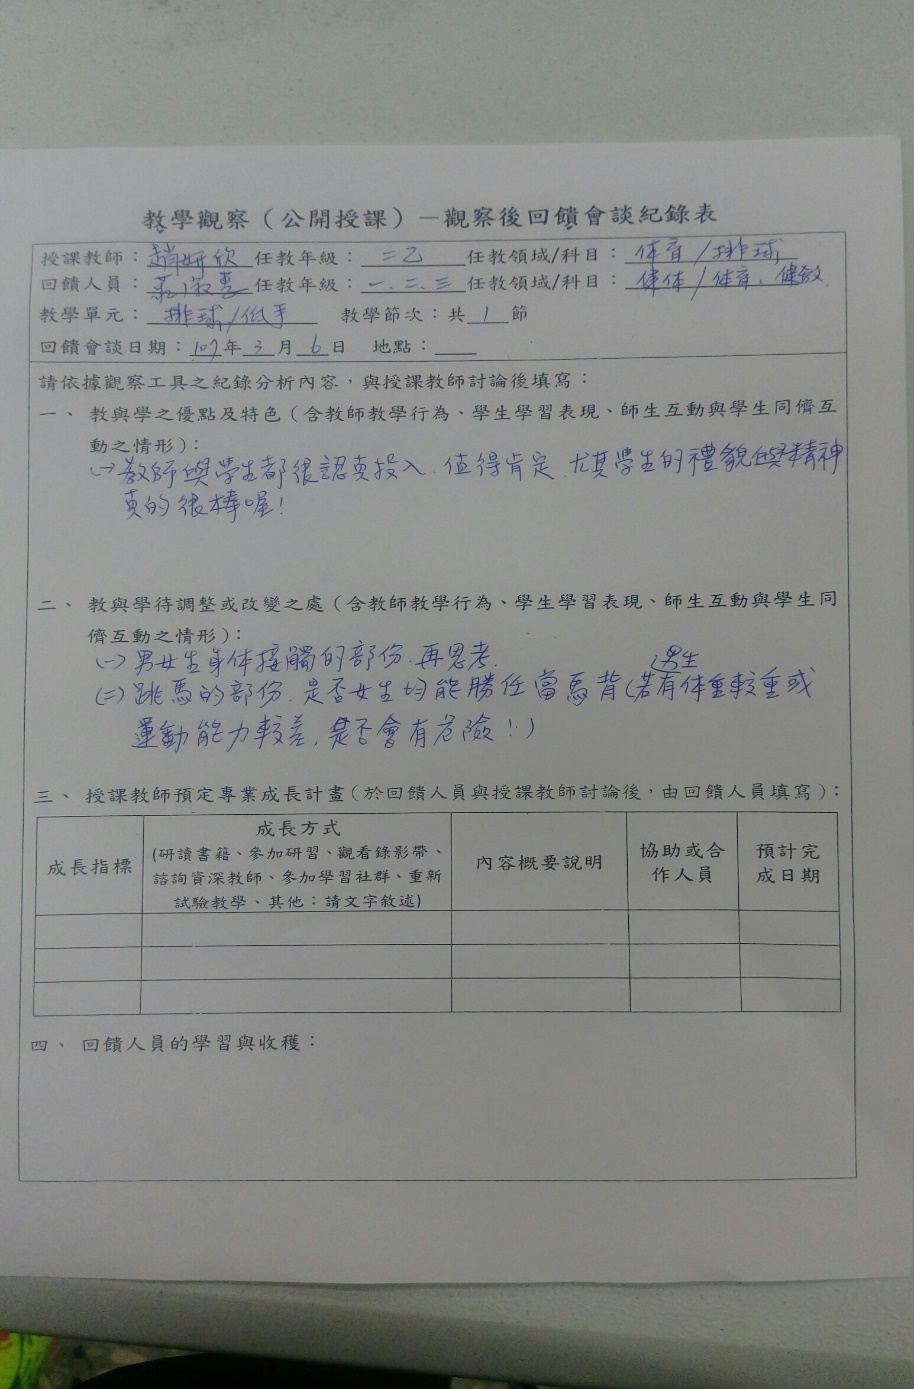 教學觀察（公開授課）－觀察後回饋會談紀錄表
授課教師：趙妍欣 任教年級：二乙 任教領域/科目：体育/排球
回饋人員：淑惠 任教年級：一、二、三 任教領域/科目：健体/体育、健教
教學單元：排球/低手 教學節次：共1節
回饋會談日期：107年3月6日 地點：
請依據觀察工具之紀錄分析內容，與授課教師討論後填寫：
一、 教與學之優點及特色（含教師教學行為、學生學習表現、師生互動與學生同儕互
動之情形）：
(一)教師與學生都很認真投入、值得肯定、尤其學生的禮貌與精神
真的很棒喔！
二、 教與學待調整或改變之處（含教師教學行為、學生學習表現、師生互動與學生同
儕互動之情形）：
(一)男女生身体接觸的部份、再思考、
(二)跳馬的部份、是否女生均能勝任當馬背(若有男生体重較重或
運動能力較差，是否會有危險！)
三、 授課教師預定專業成長計畫（於回饋人員與授課教師討論後，由回饋人員填寫）：
成長指標
成長方式
(研讀書籍、參加研習、觀看錄影帶、
諮詢資深教師、參加學習社群、重新
試驗教學、其他：請文字敘述)
內容概要說明
協助或合
作人員
預計完
成日期
四、 回饋人員的學習與收獲：